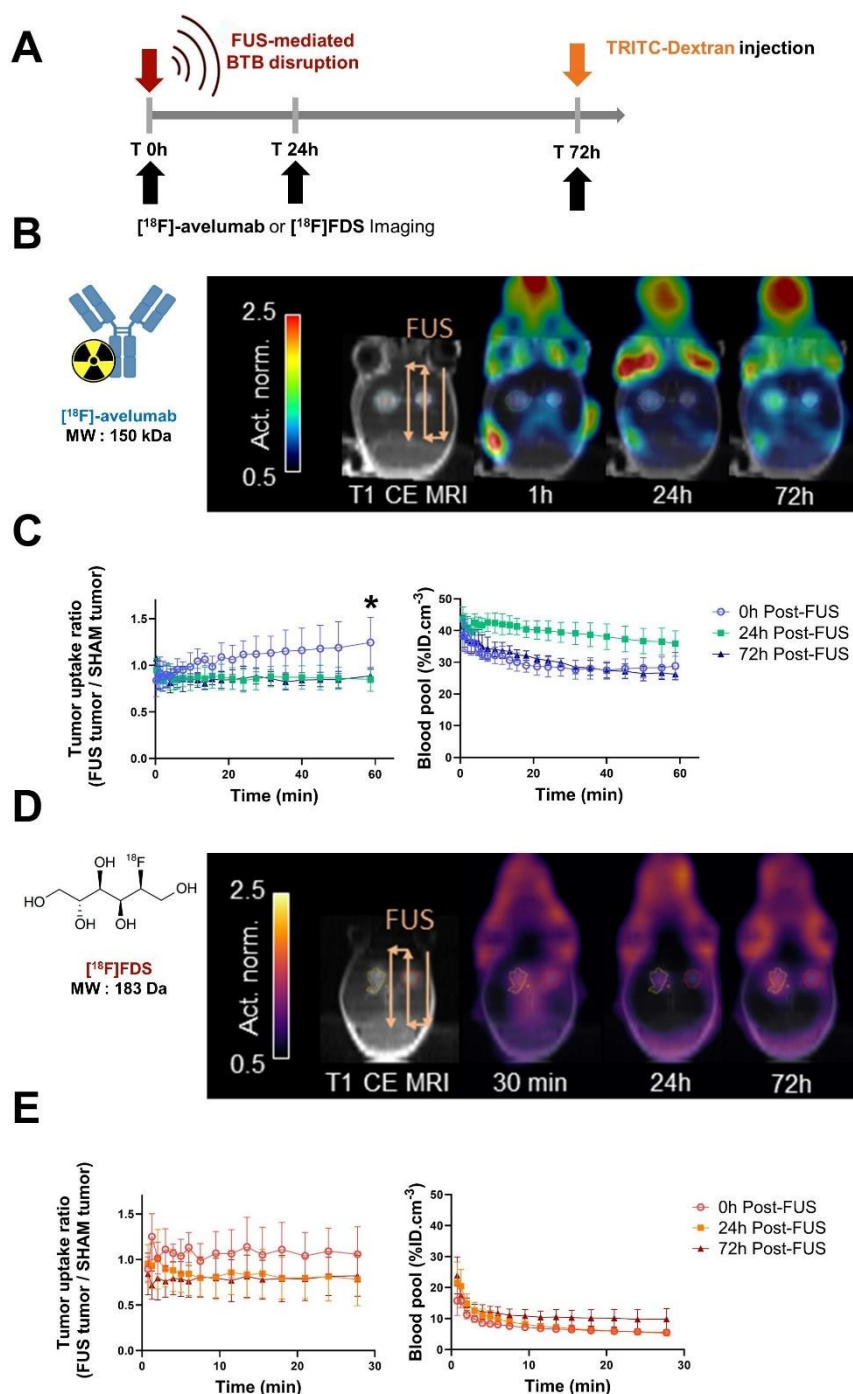 A
FUS-mediated
BTB disruption
TRITC-Dextran injection
T 0h
T 24h
T 72h
[¹⁸F]-avelumab or [¹⁸F]FDS Imaging
B
[¹⁸F]-avelumab
MW : 150 kDa
2.5
Act. norm.
0.5
FUS
T1 CE MRI
1h
24h
72h
C
Tumor uptake ratio
(FUS tumor / SHAM tumor)
1.5
1.0
0.5
0.0
*
0
20
40
60
Time (min)
Blood pool (%ID.cm⁻³)
50
40
30
20
10
0
0
20
40
60
Time (min)
0h Post-FUS
24h Post-FUS
72h Post-FUS
D
OH
¹⁸F
HO
OH
OH
OH
OH
[¹⁸F]FDS
MW : 183 Da
2.5
Act. norm.
0.5
FUS
T1 CE MRI
30 min
24h
72h
E
Tumor uptake ratio
(FUS tumor / SHAM tumor)
1.5
1.0
0.5
0.0
0
10
20
30
Time (min)
Blood pool (%ID.cm⁻³)
50
40
30
20
10
0
0
10
20
30
Time (min)
0h Post-FUS
24h Post-FUS
72h Post-FUS